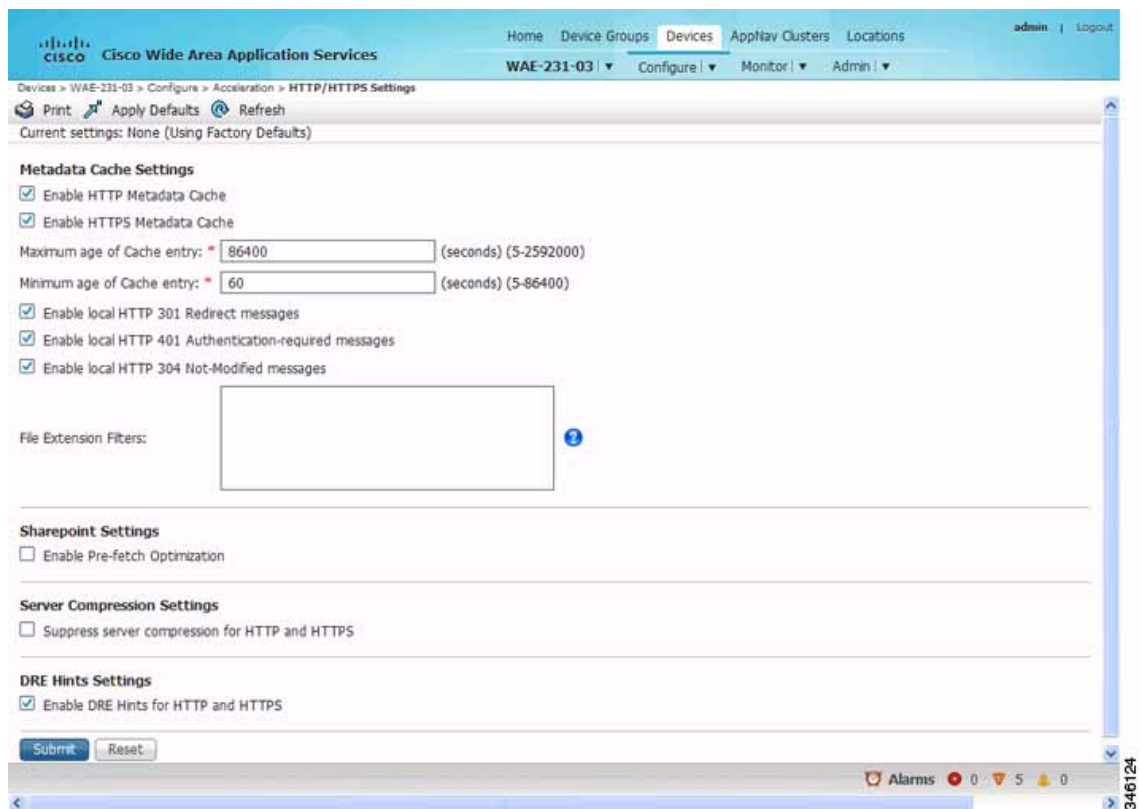 Home Device Groups Devices AppNav Clusters Locations
admin | Logout
CISCO Cisco Wide Area Application Services
WAE-231-03 | Configure | Monitor | Admin |
Devices > WAE-231-03 > Configure > Acceleration > HTTP/HTTPS Settings
Print Apply Defaults Refresh
Current settings: None (Using Factory Defaults)
Metadata Cache Settings
Enable HTTP Metadata Cache
Enable HTTPS Metadata Cache
Maximum age of Cache entry: * 86400 (seconds) (5-2592000)
Minimum age of Cache entry: * 60 (seconds) (5-86400)
Enable local HTTP 301 Redirect messages
Enable local HTTP 401 Authentication-required messages
Enable local HTTP 304 Not-Modified messages
File Extension Filters: ?
Sharepoint Settings
Enable Pre-fetch Optimization
Server Compression Settings
Suppress server compression for HTTP and HTTPS
DRE Hints Settings
Enable DRE Hints for HTTP and HTTPS
Submit Reset
Alarms 0 5 0
346124